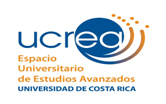 ucrea
Espacio
Universitario
de Estudios Avanzados
UNIVERSIDAD DE COSTA RICA